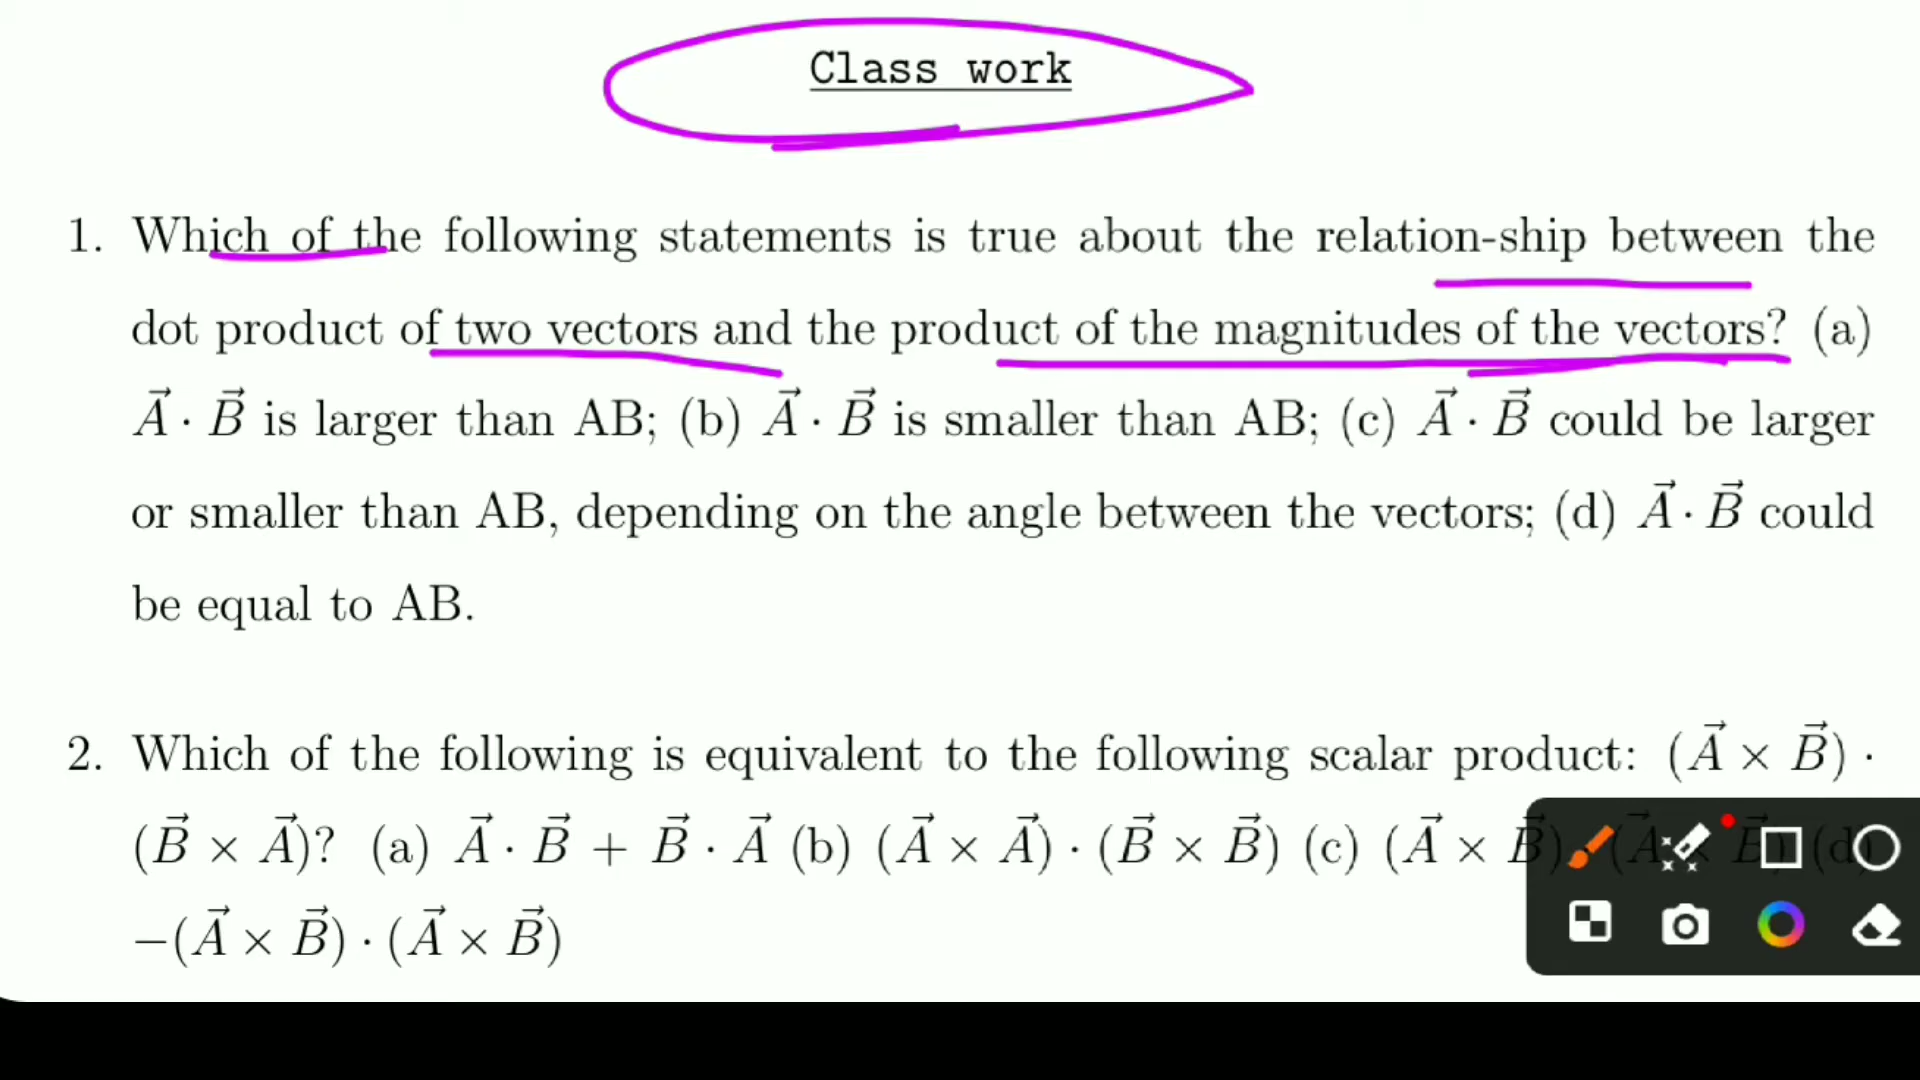 Class work
1. Which of the following statements is true about the relation-ship between the
dot product of two vectors and the product of the magnitudes of the vectors? (a)
A⃗ · B⃗ is larger than AB; (b) A⃗ · B⃗ is smaller than AB; (c) A⃗ · B⃗ could be larger
or smaller than AB, depending on the angle between the vectors; (d) A⃗ · B⃗ could
be equal to AB.
2. Which of the following is equivalent to the following scalar product: (A⃗ × B⃗) ·
(B⃗ × A⃗)? (a) A⃗ · B⃗ + B⃗ · A⃗ (b) (A⃗ × A⃗) · (B⃗ × B⃗) (c) (A⃗ × B⃗) · (A⃗ × B⃗) (d)
−(A⃗ × B⃗) · (A⃗ × B⃗)